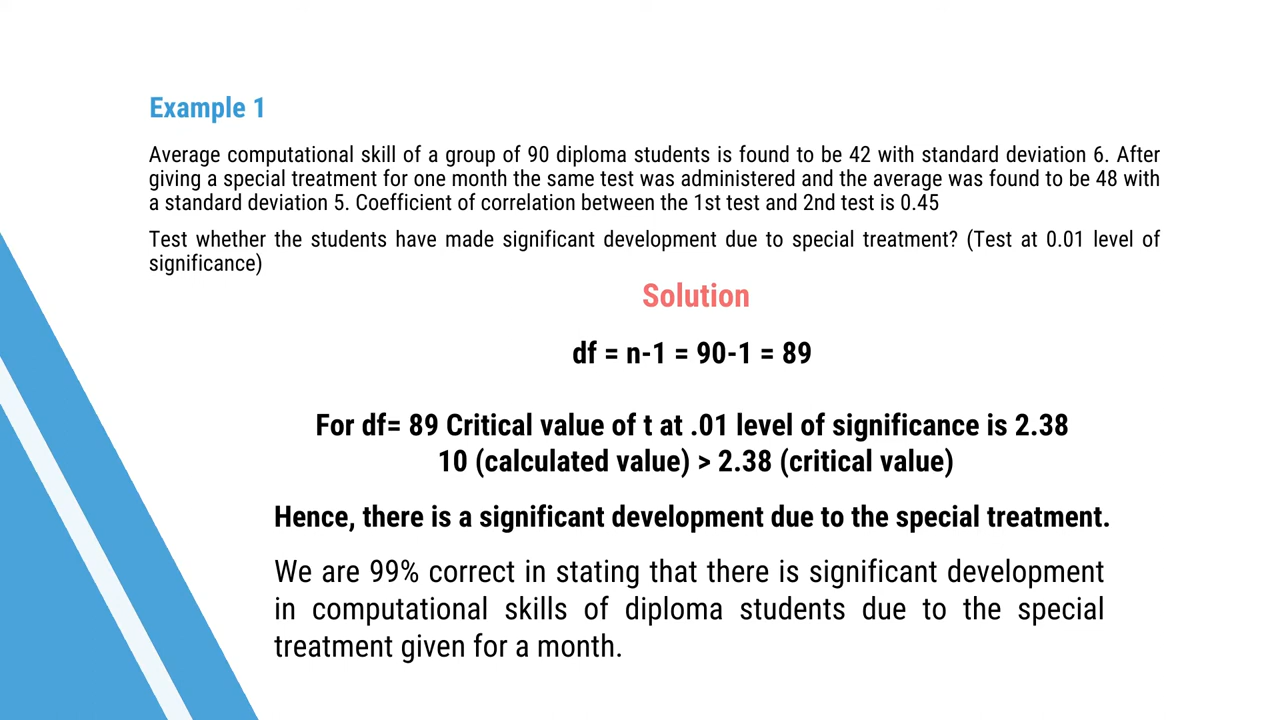 Example 1
Average computational skill of a group of 90 diploma students is found to be 42 with standard deviation 6. After
giving a special treatment for one month the same test was administered and the average was found to be 48 with
a standard deviation 5. Coefficient of correlation between the 1st test and 2nd test is 0.45
Test whether the students have made significant development due to special treatment? (Test at 0.01 level of
significance)
Solution
df = n-1 = 90-1 = 89
For df= 89 Critical value of t at .01 level of significance is 2.38
10 (calculated value) > 2.38 (critical value)
Hence, there is a significant development due to the special treatment.
We are 99% correct in stating that there is significant development
in computational skills of diploma students due to the special
treatment given for a month.